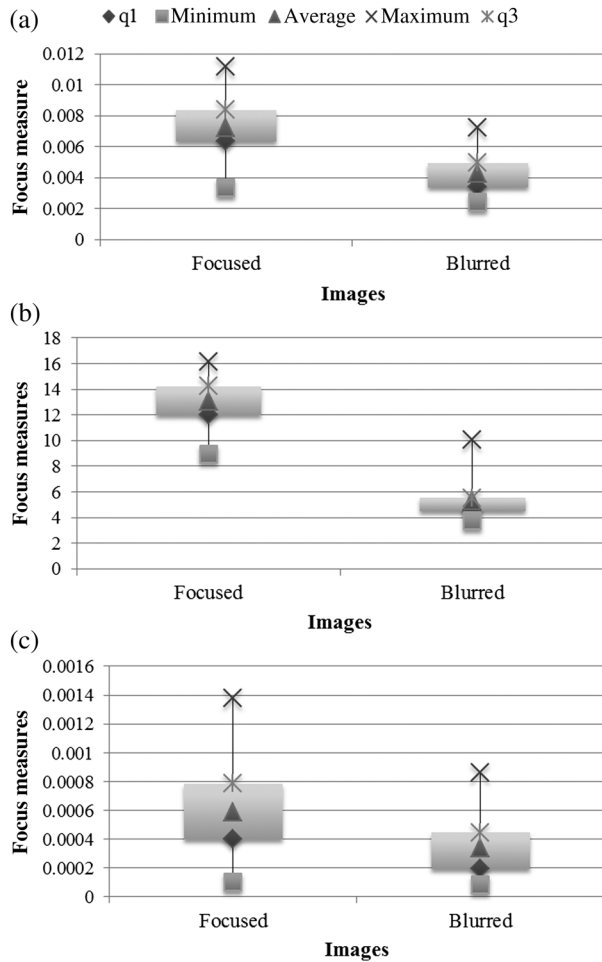 (a)
q1 Minimum Average Maximum q3
0.012
0.01
0.008
0.006
0.004
0.002
0
Focus measure
Focused Blurred
Images
(b)
18
16
14
12
10
8
6
4
2
0
Focus measures
Focused Blurred
Images
(c)
0.0016
0.0014
0.0012
0.001
0.0008
0.0006
0.0004
0.0002
0
Focus measures
Focused Blurred
Images